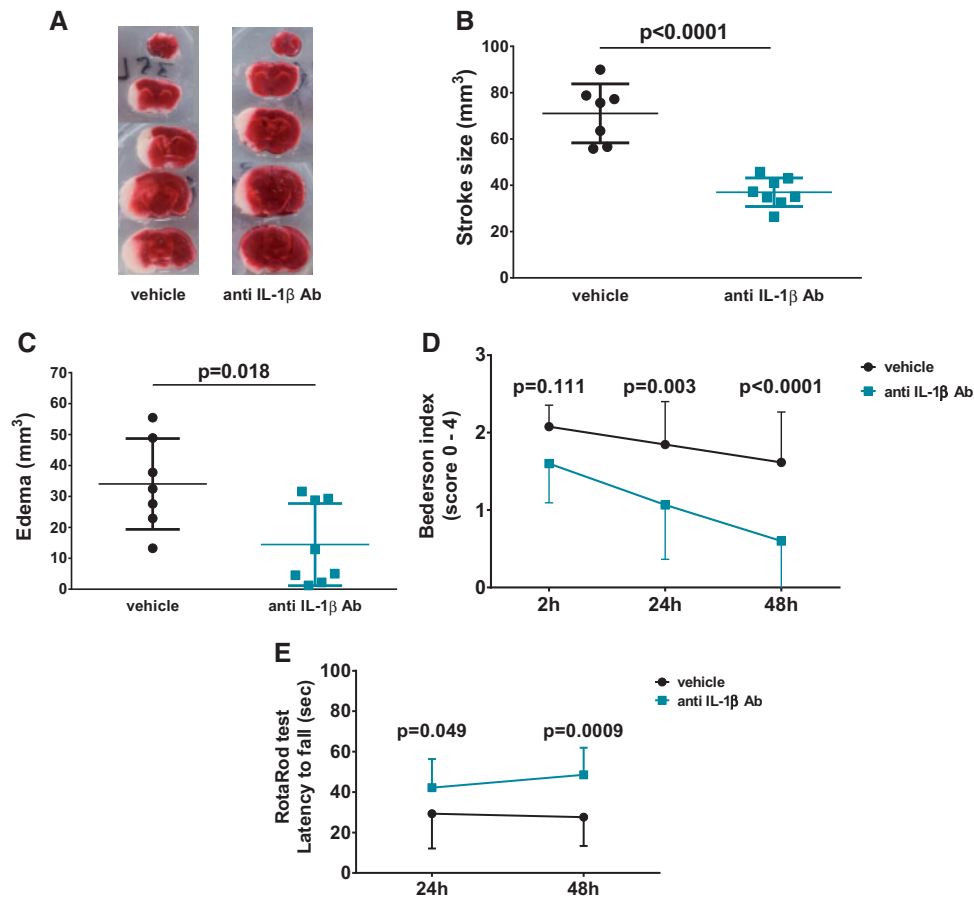 A
vehicle
anti IL-1β Ab
B
p<0.0001
Stroke size (mm³)
100
80
60
40
20
0
vehicle
anti IL-1β Ab
C
p=0.018
Edema (mm³)
70
60
50
40
30
20
10
0
vehicle
anti IL-1β Ab
D
vehicle
anti IL-1β Ab
p=0.111 p=0.003 p<0.0001
Bederson index
(score 0 - 4)
3
2
1
0
2h 24h 48h
E
vehicle
anti IL-1β Ab
p=0.049 p=0.0009
RotaRod test
Latency to fall (sec)
100
80
60
40
20
0
24h 48h